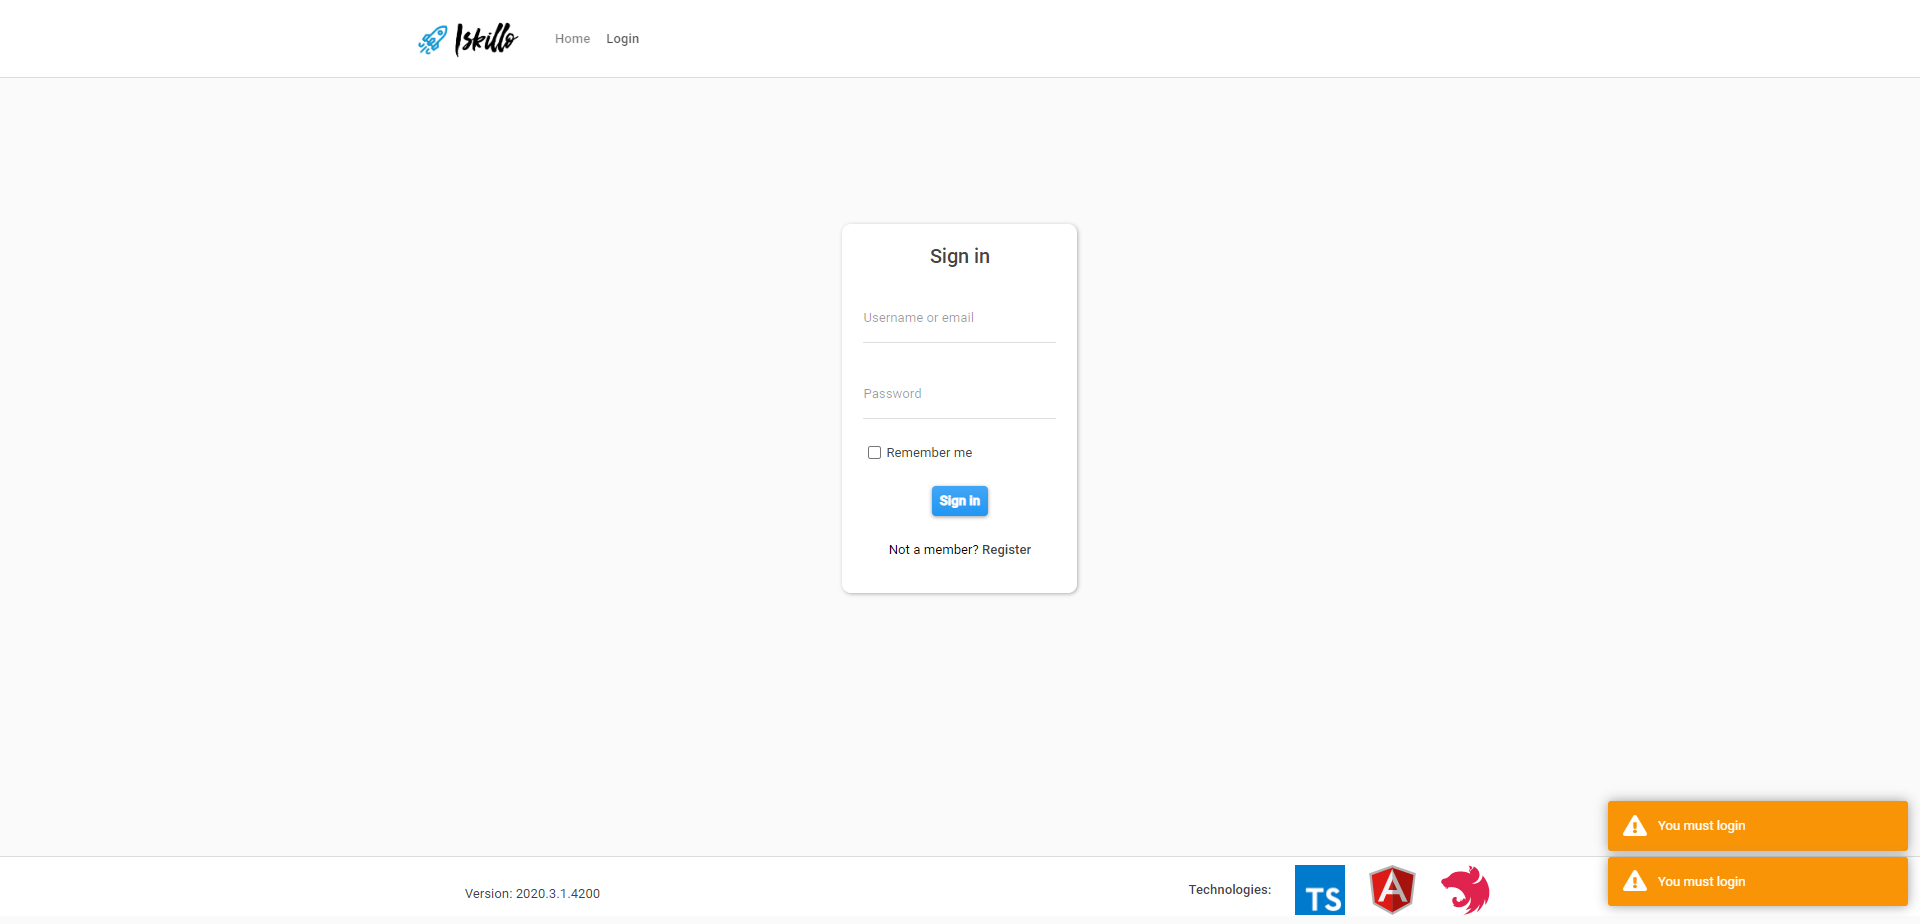 Iskillo
Home
Login
Sign in
Username or email
Password
Remember me
Sign in
Not a member? Register
You must login
You must login
Version: 2020.3.1.4200
Technologies:
TS
A